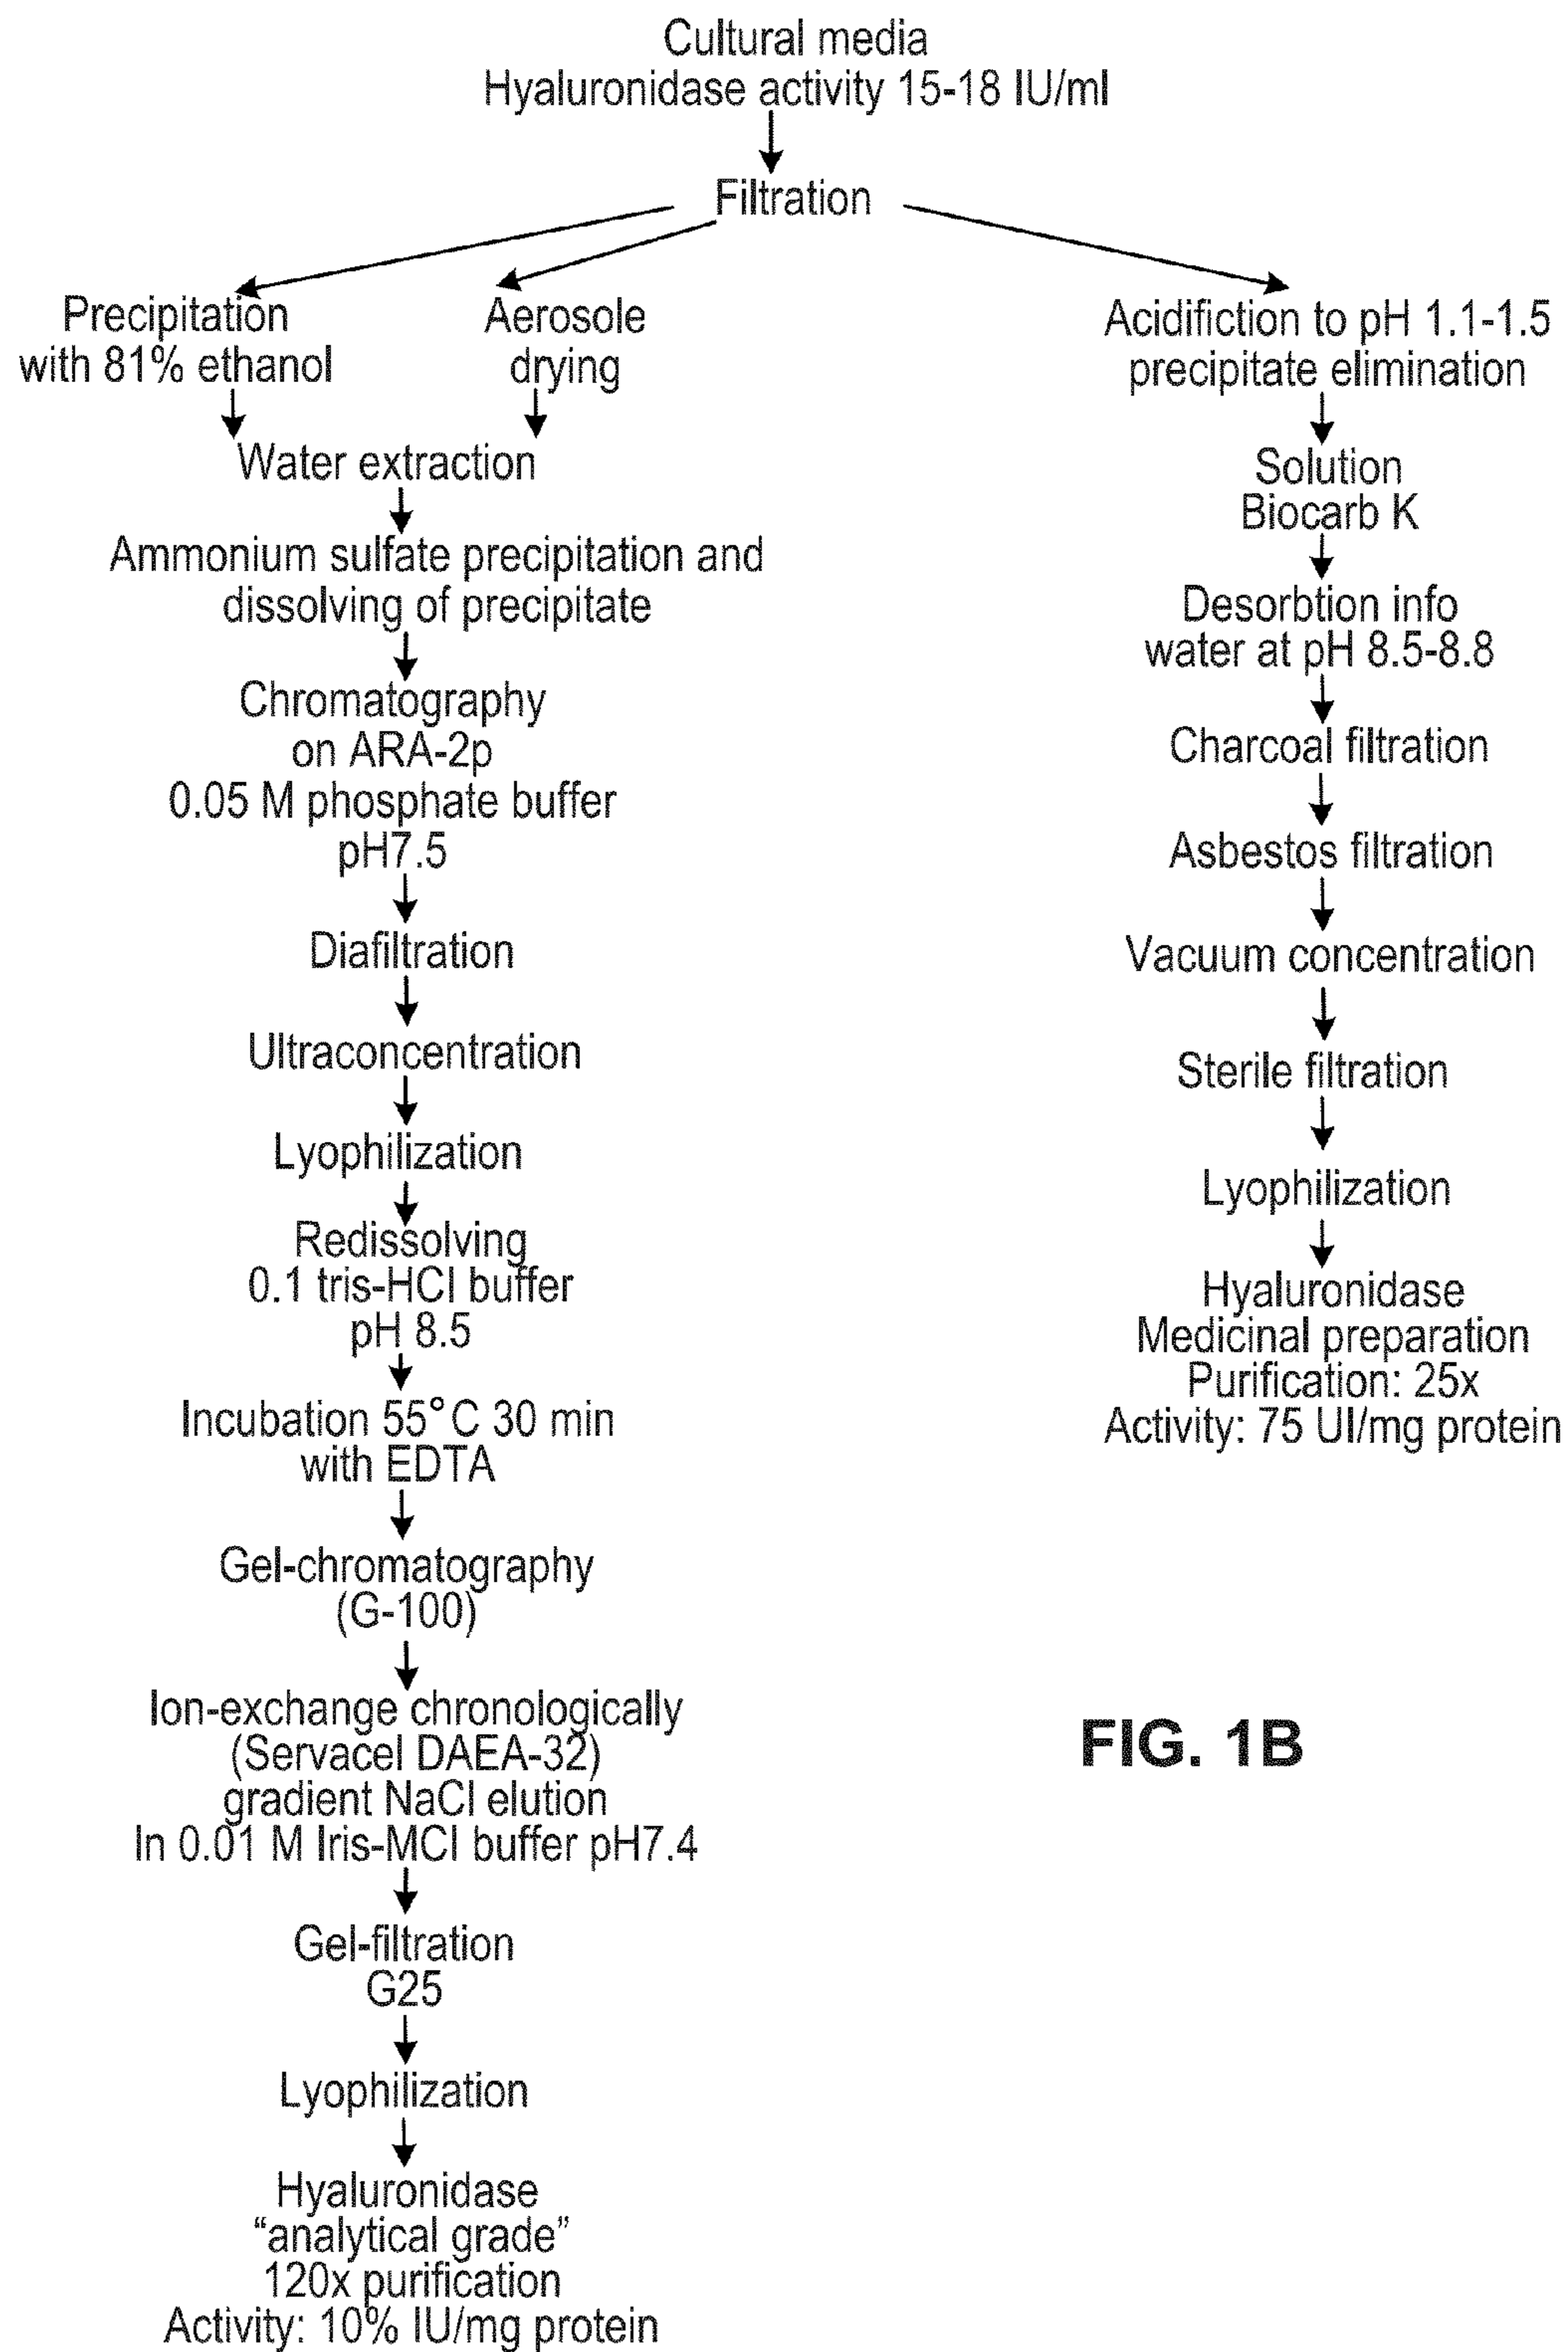 Cultural media
Hyaluronidase activity 15-18 IU/ml
Filtration
Precipitation
with 81% ethanol
Aerosole
drying
Water extraction
Ammonium sulfate precipitation and
dissolving of precipitate
Chromatography
on ARA-2p
0.05 M phosphate buffer
pH7.5
Diafiltration
Ultraconcentration
Lyophilization
Redissolving
0.1 tris-HCl buffer
pH 8.5
Incubation 55°C 30 min
with EDTA
Gel-chromatography
(G-100)
Ion-exchange chronologically
(Servacel DAEA-32)
gradient NaCl elution
In 0.01 M Iris-MCl buffer pH7.4
Gel-filtration
G25
Lyophilization
Hyaluronidase
“analytical grade”
120x purification
Activity: 10% IU/mg protein
Acidifiction to pH 1.1-1.5
precipitate elimination
Solution
Biocarb K
Desorbtion info
water at pH 8.5-8.8
Charcoal filtration
Asbestos filtration
Vacuum concentration
Sterile filtration
Lyophilization
Hyaluronidase
Medicinal preparation
Purification: 25x
Activity: 75 UI/mg protein
FIG. 1B